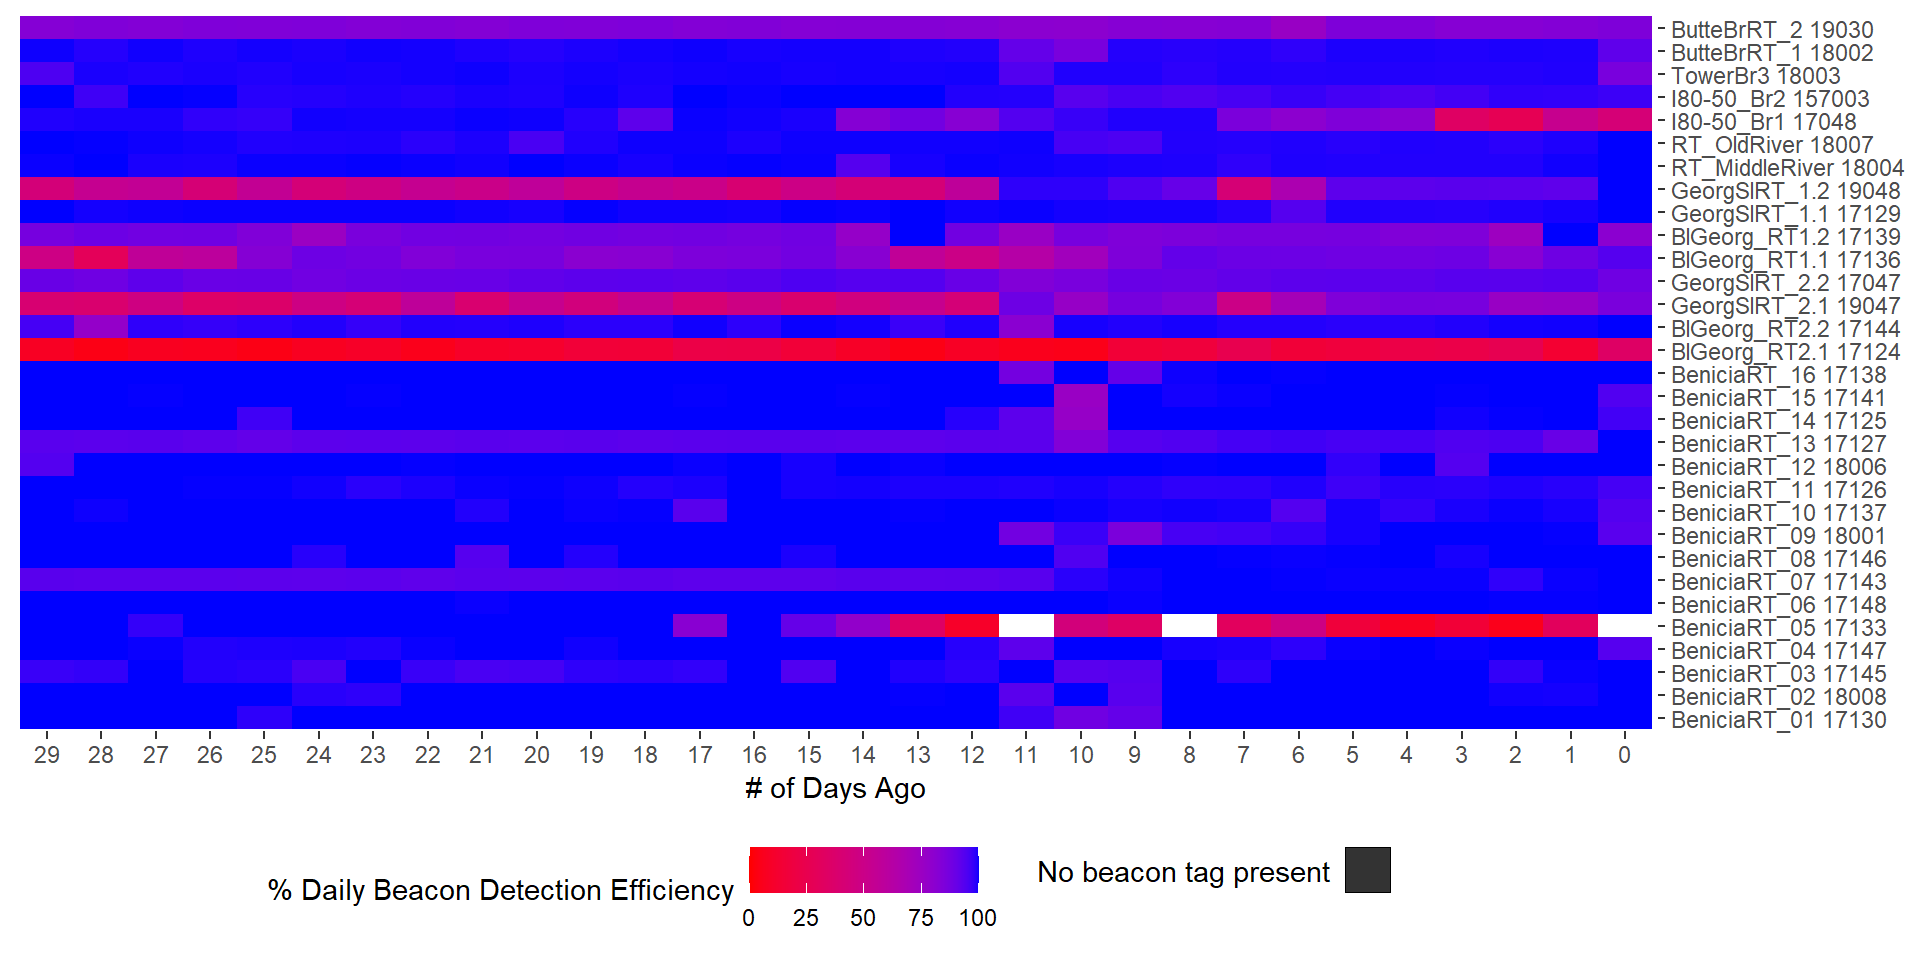 ButteBrRT_2 19030
ButteBrRT_1 18002
TowerBr3 18003
I80-50_Br2 157003
I80-50_Br1 17048
RT_OldRiver 18007
RT_MiddleRiver 18004
GeorgSlRT_1.2 19048
GeorgSlRT_1.1 17129
BlGeorg_RT1.2 17139
BlGeorg_RT1.1 17136
GeorgSlRT_2.2 17047
GeorgSlRT_2.1 19047
BlGeorg_RT2.2 17144
BlGeorg_RT2.1 17124
BeniciaRT_16 17138
BeniciaRT_15 17141
BeniciaRT_14 17125
BeniciaRT_13 17127
BeniciaRT_12 18006
BeniciaRT_11 17126
BeniciaRT_10 17137
BeniciaRT_09 18001
BeniciaRT_08 17146
BeniciaRT_07 17143
BeniciaRT_06 17148
BeniciaRT_05 17133
BeniciaRT_04 17147
BeniciaRT_03 17145
BeniciaRT_02 18008
BeniciaRT_01 17130
29 28 27 26 25 24 23 22 21 20 19 18 17 16 15 14 13 12 11 10 9 8 7 6 5 4 3 2 1 0
# of Days Ago
% Daily Beacon Detection Efficiency
0 25 50 75 100
No beacon tag present